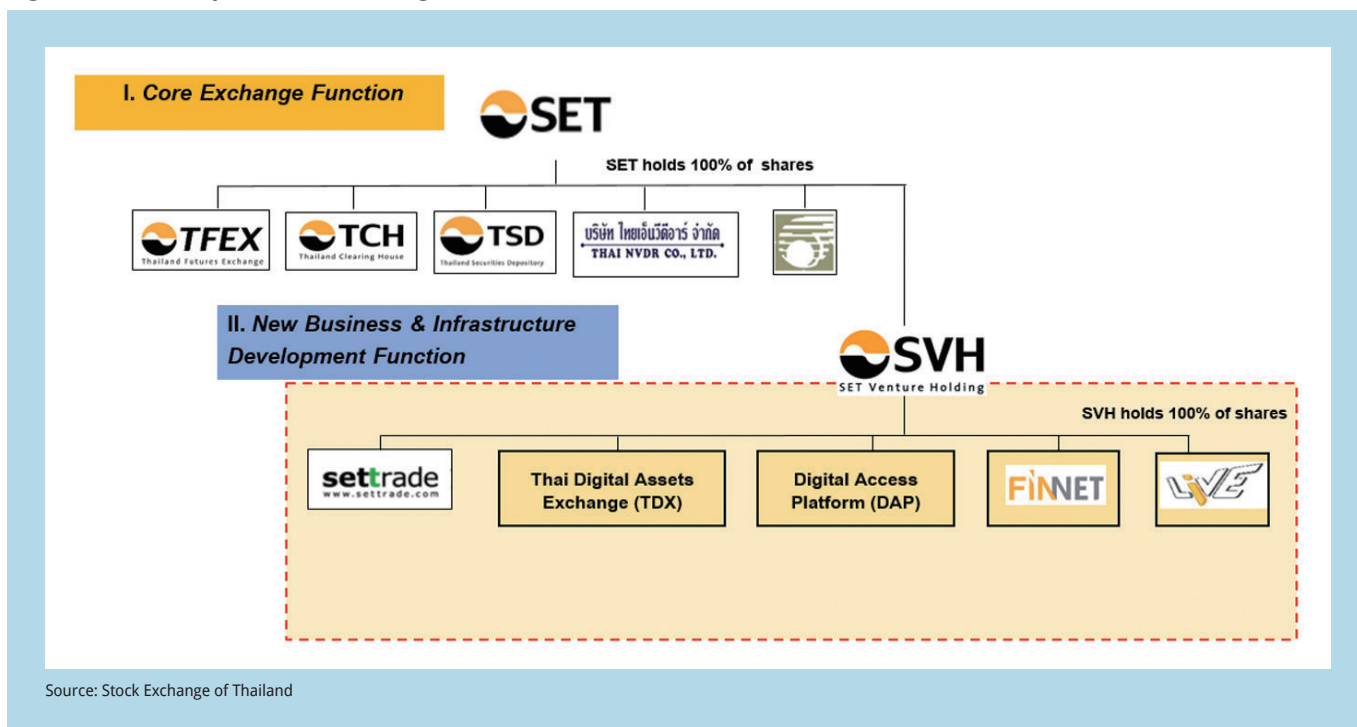 I. Core Exchange Function
SET
SET holds 100% of shares
TFEX
Thailand Futures Exchange
TCH
Thailand Clearing House
TSD
Thailand Securities Depository
บริษัท ไทยเอ็นวีดีอาร์ จำกัด
THAI NVDR CO., LTD.
II. New Business & Infrastructure
Development Function
SVH
SET Venture Holding
SVH holds 100% of shares
settrade
www.settrade.com
Thai Digital Assets
Exchange (TDX)
Digital Access
Platform (DAP)
FINNET
LiVE
Source: Stock Exchange of Thailand